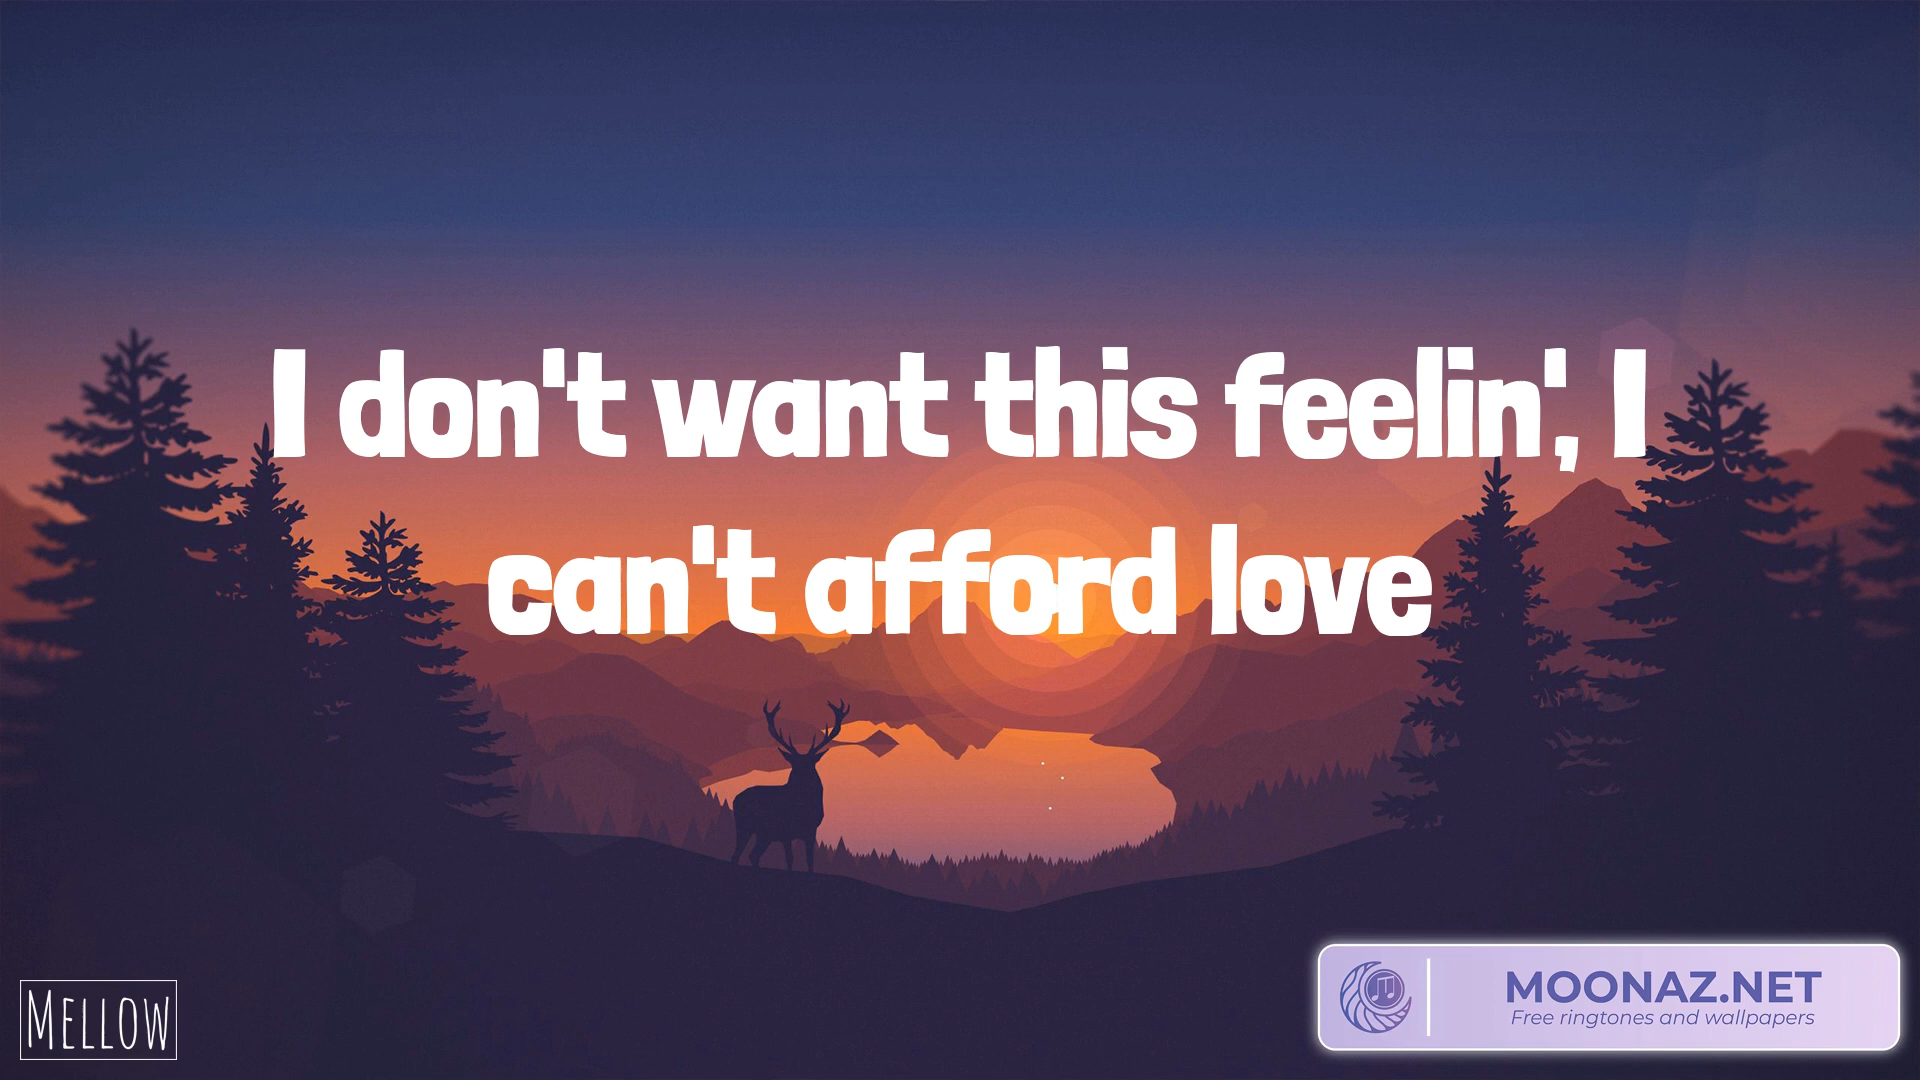 I don't want this feelin', I
can't afford love
MELLOW
MOONAZ.NET
Free ringtones and wallpapers